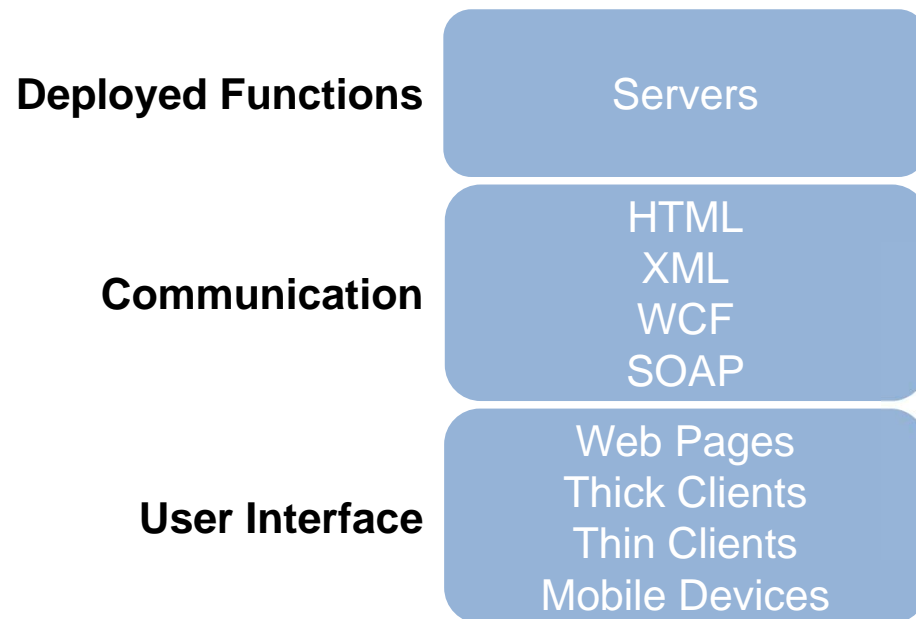 Deployed Functions
Servers
Communication
HTML
XML
WCF
SOAP
User Interface
Web Pages
Thick Clients
Thin Clients
Mobile Devices